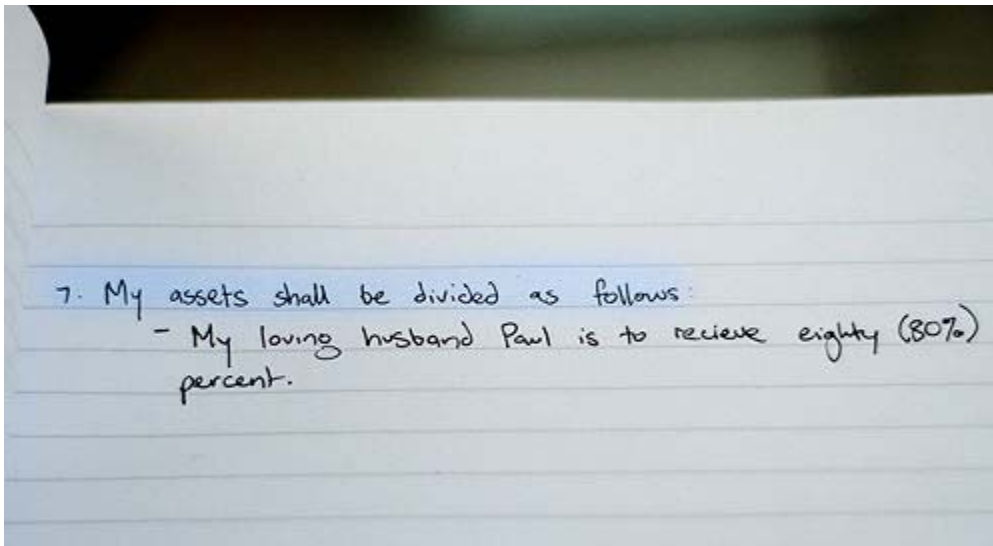 7. My assets shall be divided as follows:
- My loving husband Paul is to recieve eighty (80%)
percent.